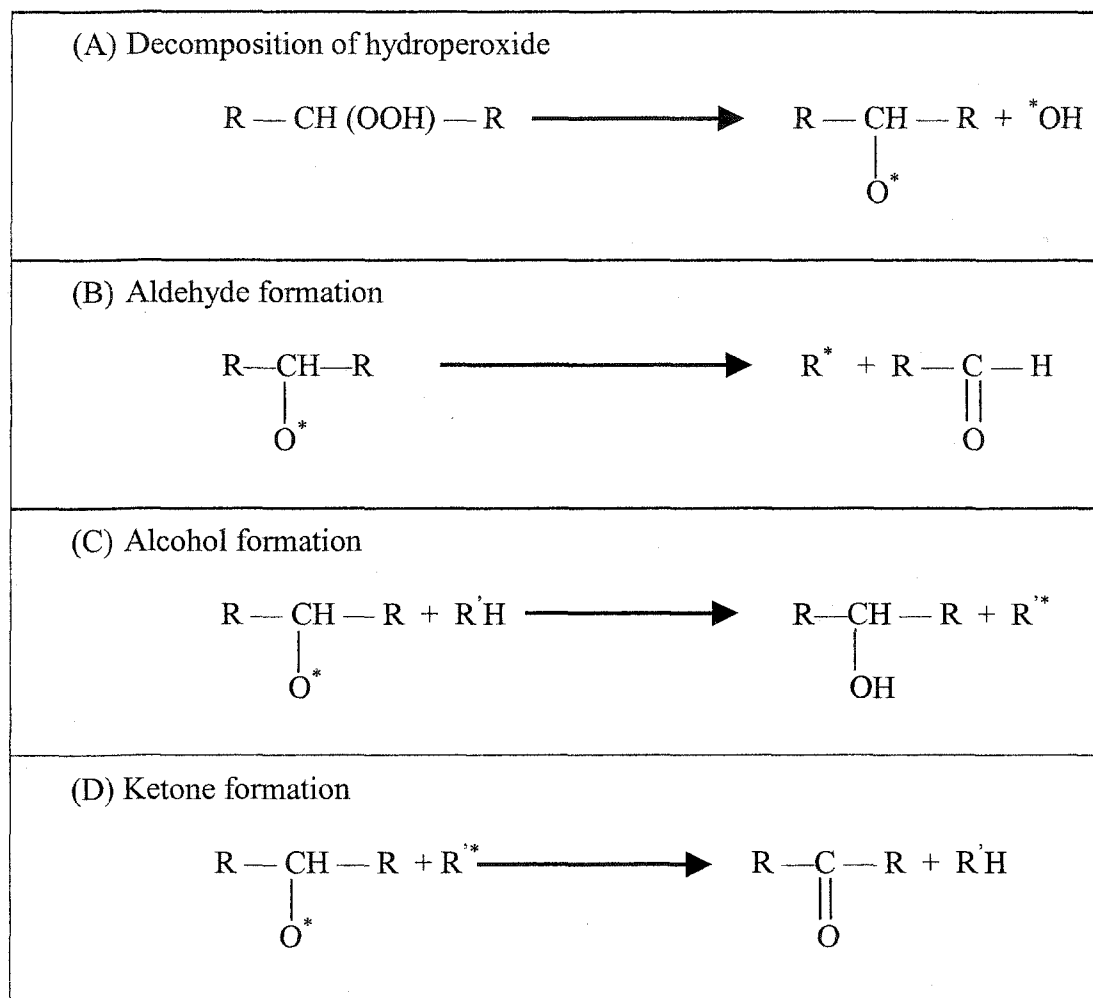 (A) Decomposition of hydroperoxide
R — CH (OOH) — R ⟶ R — CH — R + *OH
O*
(B) Aldehyde formation
R—CH—R ⟶ R* + R — C — H
O* O
(C) Alcohol formation
R — CH — R + R'H ⟶ R—CH — R + R'*
O* OH
(D) Ketone formation
R — CH — R + R'* ⟶ R — C — R + R'H
O* O